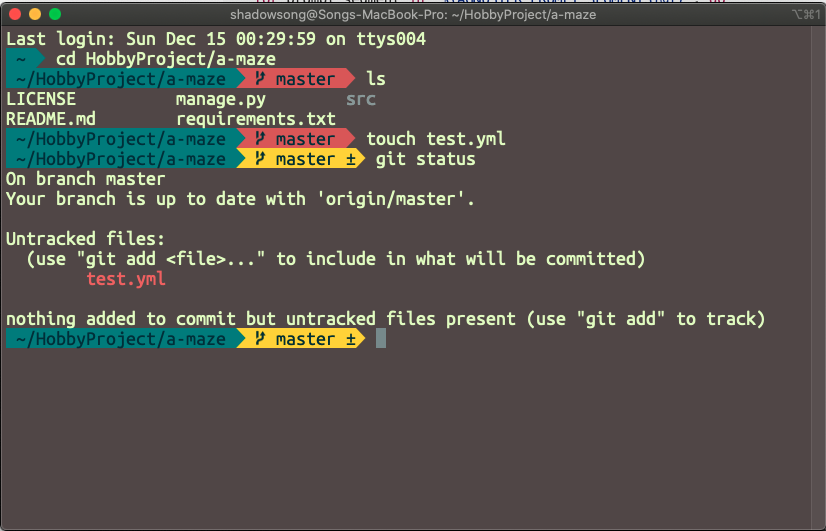 shadowsong@Songs-MacBook-Pro: ~/HobbyProject/a-maze
⌥⌘1
Last login: Sun Dec 15 00:29:59 on ttys004
~ cd HobbyProject/a-maze
~/HobbyProject/a-maze master ls
LICENSE manage.py src
README.md requirements.txt
~/HobbyProject/a-maze master touch test.yml
~/HobbyProject/a-maze master ± git status
On branch master
Your branch is up to date with 'origin/master'.
Untracked files:
(use "git add <file>..." to include in what will be committed)
test.yml
nothing added to commit but untracked files present (use "git add" to track)
~/HobbyProject/a-maze master ±